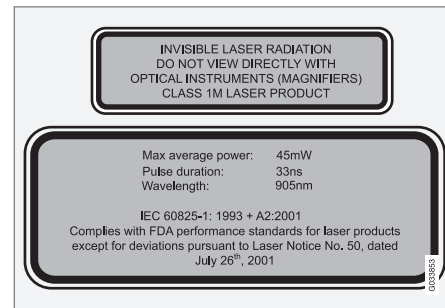 INVISIBLE LASER RADIATION
DO NOT VIEW DIRECTLY WITH
OPTICAL INSTRUMENTS (MAGNIFIERS)
CLASS 1M LASER PRODUCT
Max average power: 45mW
Pulse duration: 33ns
Wavelength: 905nm
IEC 60825-1: 1993 + A2:2001
Complies with FDA performance standards for laser products
except for deviations pursuant to Laser Notice No. 50, dated
July 26th, 2001
G033853